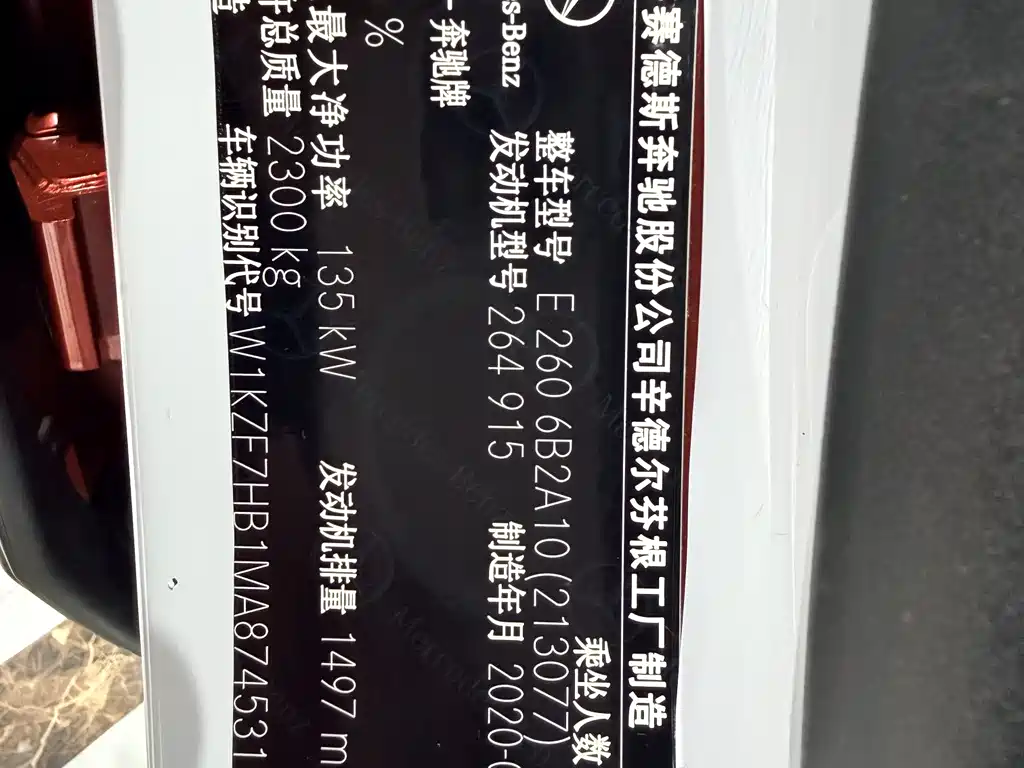 赛德斯奔驰股份公司辛德尔芬根工厂制造
乘坐人数
整车型号 E 260 6B2A10(213077)
s-Benz
发动机型号 264 915 制造年月 2020-
奔驰牌
%
最大净功率 135 kW 发动机排量 1497 m
总质量 2300 kg
造
车辆识别代号 W1KZF7HB1MA874531